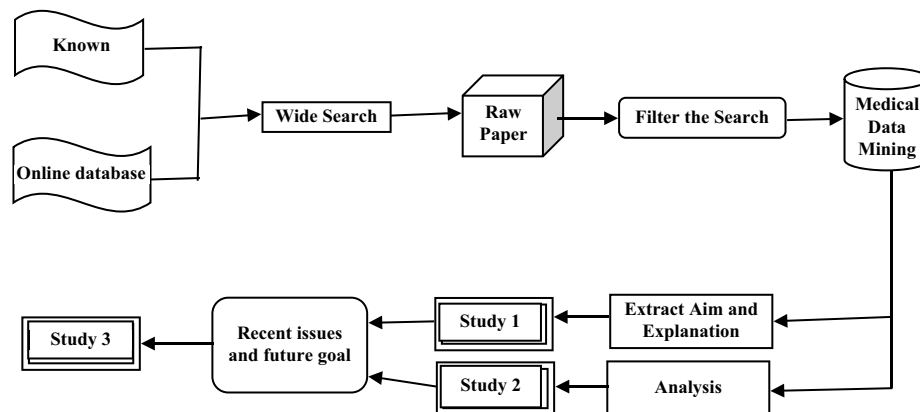 Known
Online database
Wide Search
Raw
Paper
Filter the Search
Medical
Data
Mining
Extract Aim and
Explanation
Study 1
Analysis
Study 2
Recent issues
and future goal
Study 3